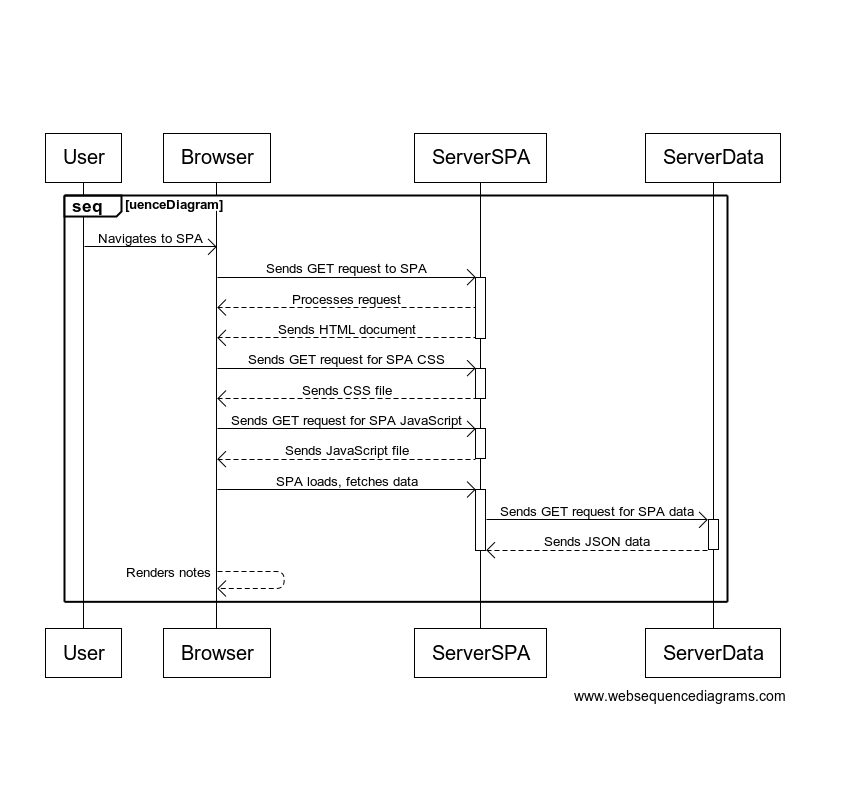 User Browser ServerSPA ServerData
seq [uenceDiagram]
Navigates to SPA
Sends GET request to SPA
Processes request
Sends HTML document
Sends GET request for SPA CSS
Sends CSS file
Sends GET request for SPA JavaScript
Sends JavaScript file
SPA loads, fetches data
Sends GET request for SPA data
Sends JSON data
Renders notes
User Browser ServerSPA ServerData
www.websequencediagrams.com